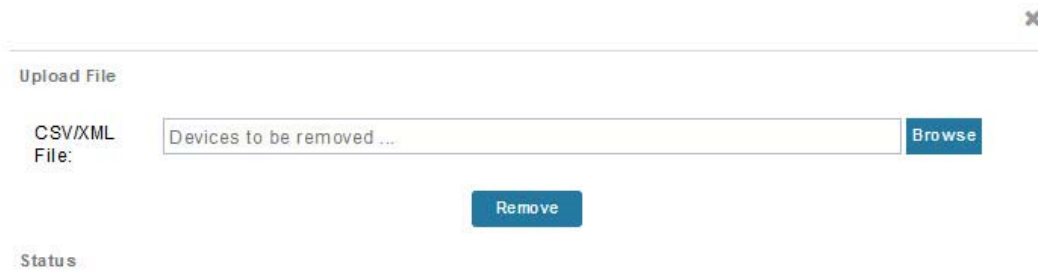 Upload File
CSV/XML
File:
Devices to be removed ...
Browse
Remove
Status